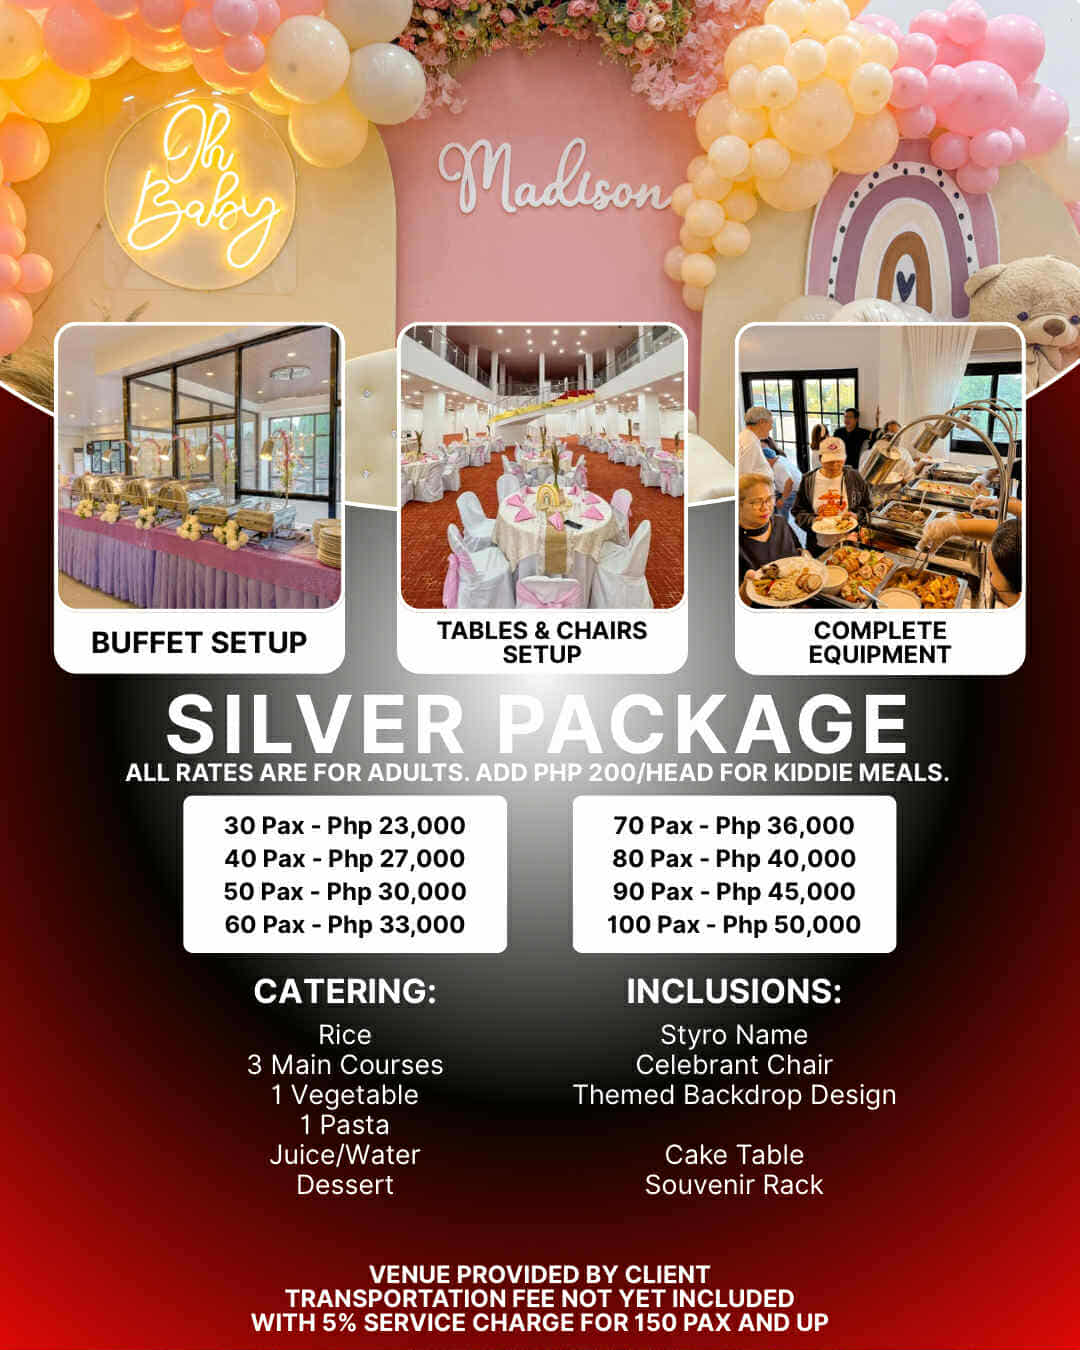 Oh
Baby
Madison
BUFFET SETUP
TABLES & CHAIRS
SETUP
COMPLETE
EQUIPMENT
SILVER PACKAGE
ALL RATES ARE FOR ADULTS. ADD PHP 200/HEAD FOR KIDDIE MEALS.
30 Pax - Php 23,000
40 Pax - Php 27,000
50 Pax - Php 30,000
60 Pax - Php 33,000
70 Pax - Php 36,000
80 Pax - Php 40,000
90 Pax - Php 45,000
100 Pax - Php 50,000
CATERING:
Rice
3 Main Courses
1 Vegetable
1 Pasta
Juice/Water
Dessert
INCLUSIONS:
Styro Name
Celebrant Chair
Themed Backdrop Design
Cake Table
Souvenir Rack
VENUE PROVIDED BY CLIENT
TRANSPORTATION FEE NOT YET INCLUDED
WITH 5% SERVICE CHARGE FOR 150 PAX AND UP